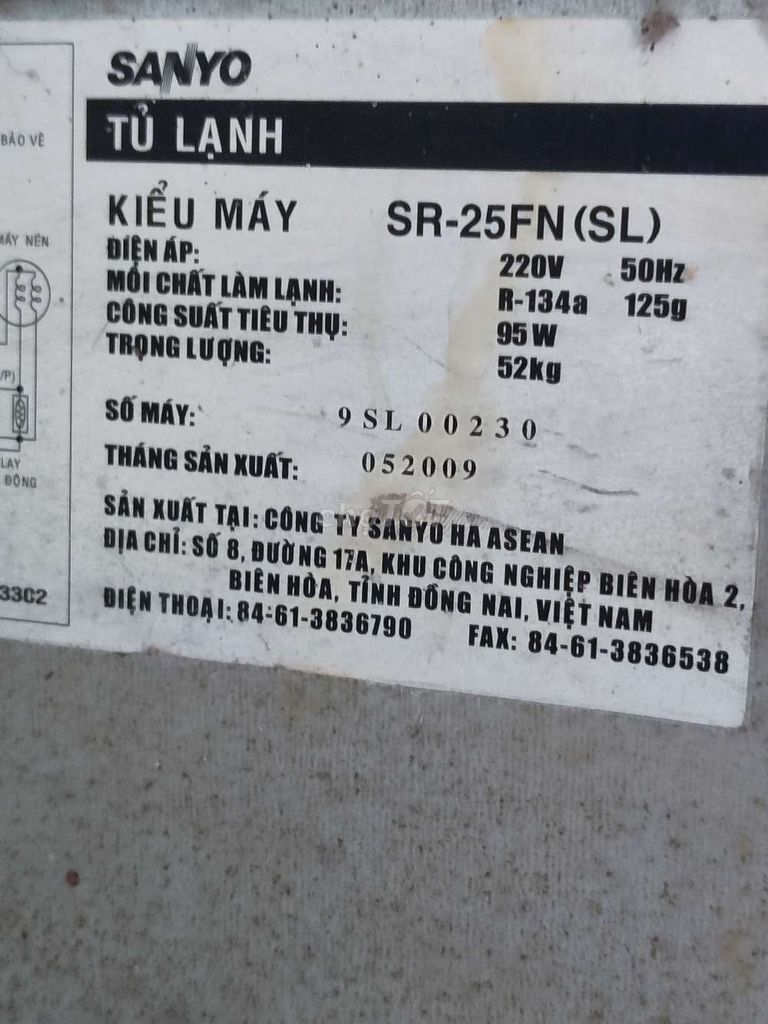 SANYO
TỦ LẠNH
BẢO VỆ
KIỂU MÁY SR-25FN (SL)
ĐIỆN ÁP: 220V 50Hz
MÁY NÉN
MÔI CHẤT LÀM LẠNH: R-134a 125g
CÔNG SUẤT TIÊU THỤ: 95W
TRỌNG LƯỢNG: 52kg
SỐ MÁY: 9SL00230
THÁNG SẢN XUẤT: 052009
ĐỘNG
SẢN XUẤT TẠI: CÔNG TY SANYO HA ASEAN
ĐỊA CHỈ: SỐ 8, ĐƯỜNG 17A, KHU CÔNG NGHIỆP BIÊN HÒA 2,
BIÊN HÒA, TỈNH ĐỒNG NAI, VIỆT NAM
ĐIỆN THOẠI: 84-61-3836790 FAX: 84-61-3836538
3302
chợTỐT